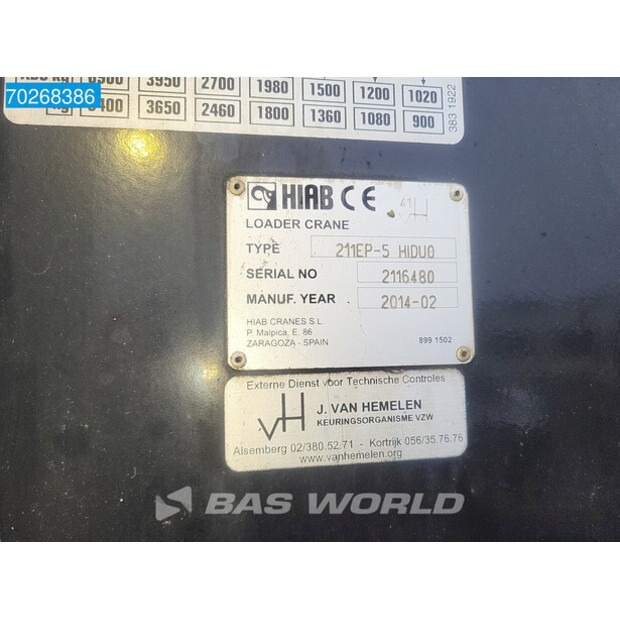 70268386
3950 2700 1980 1500 1200 1020
kg 3650 2460 1800 1360 1080 900
383 1922
HIAB CE
VH
LOADER CRANE
TYPE 211EP-5 HIDUO
SERIAL NO 2116480
MANUF. YEAR 2014-02
HIAB CRANES S L
P. Malpica, E, 86
ZARAGOZA - SPAIN
899 1502
Externe Dienst voor Technische Controles
VH J. VAN HEMELEN
KEURINGSORGANISME VZW
Alsemberg 02/380.52.71 - Kortrijk 056/35.76.76
www.vanhemelen.org
BAS WORLD